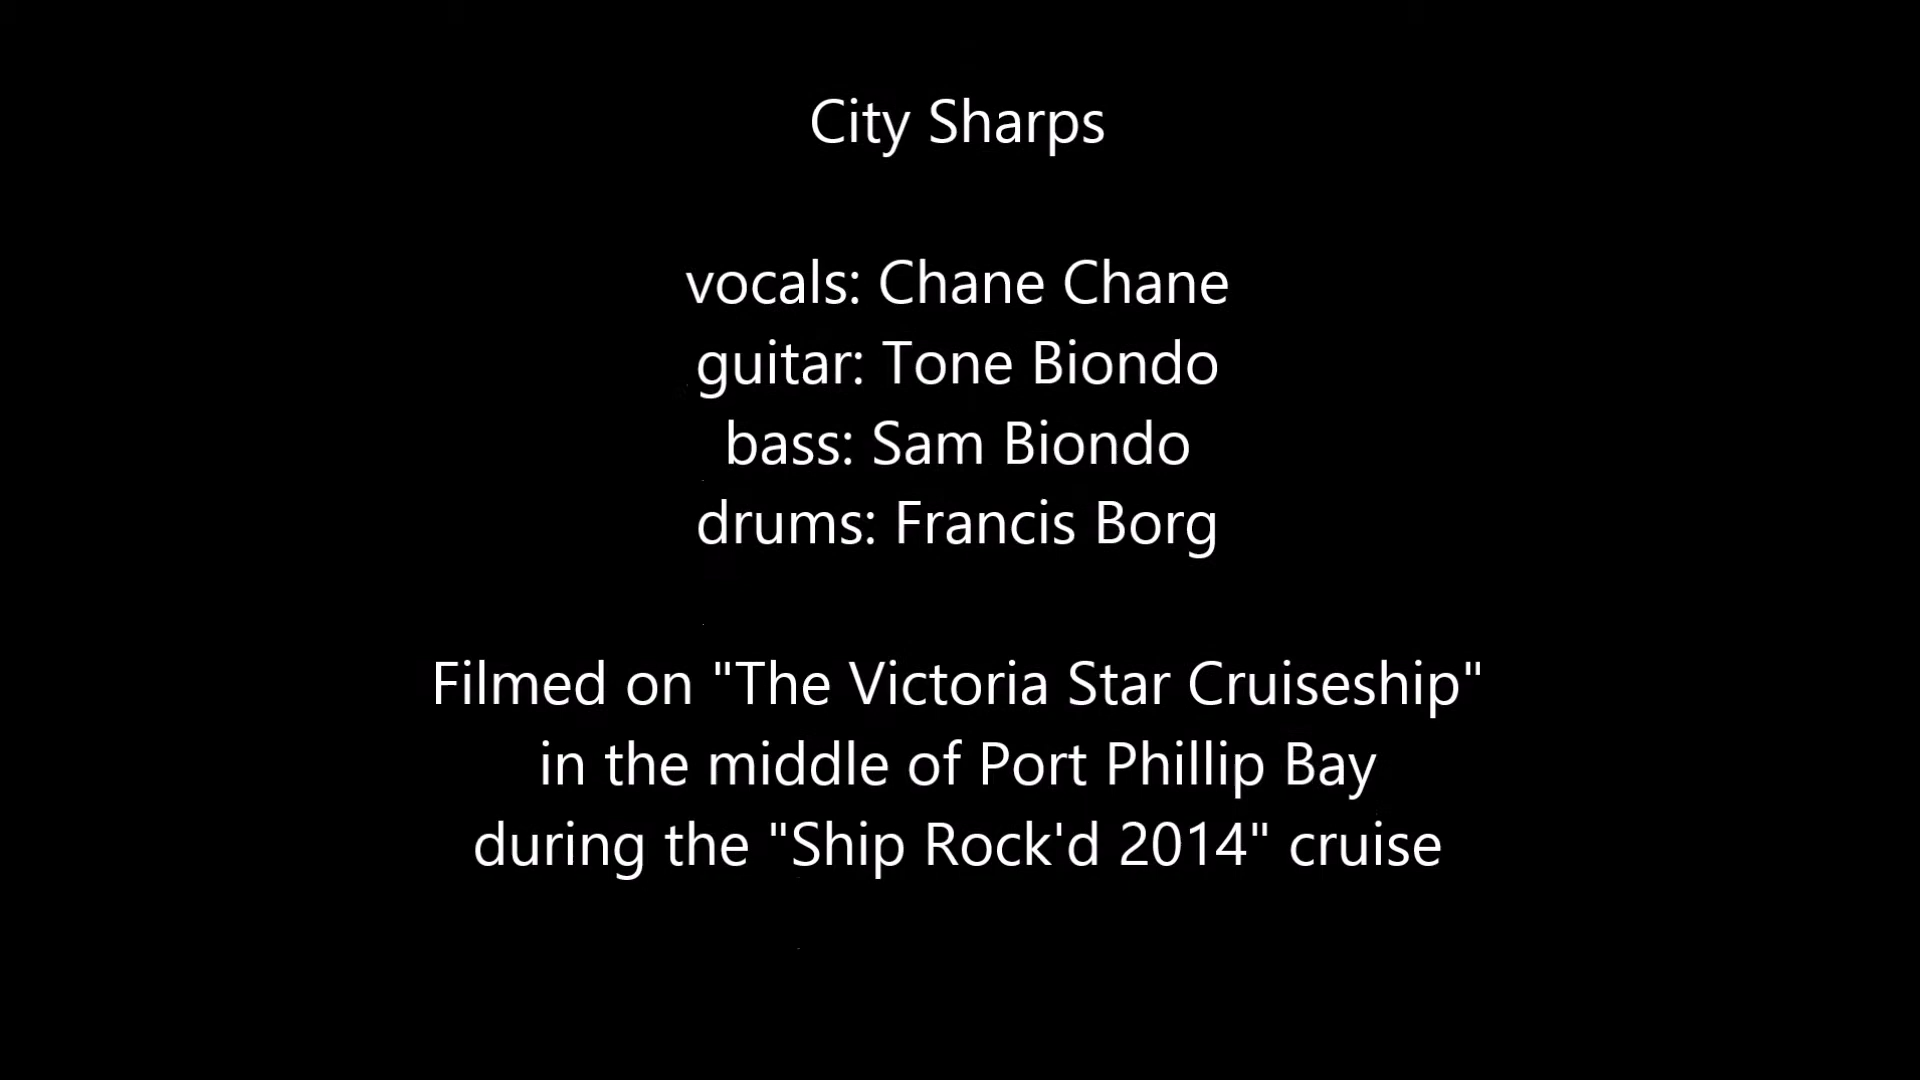 City Sharps
vocals: Chane Chane
guitar: Tone Biondo
bass: Sam Biondo
drums: Francis Borg
Filmed on "The Victoria Star Cruiseship"
in the middle of Port Phillip Bay
during the "Ship Rock'd 2014" cruise